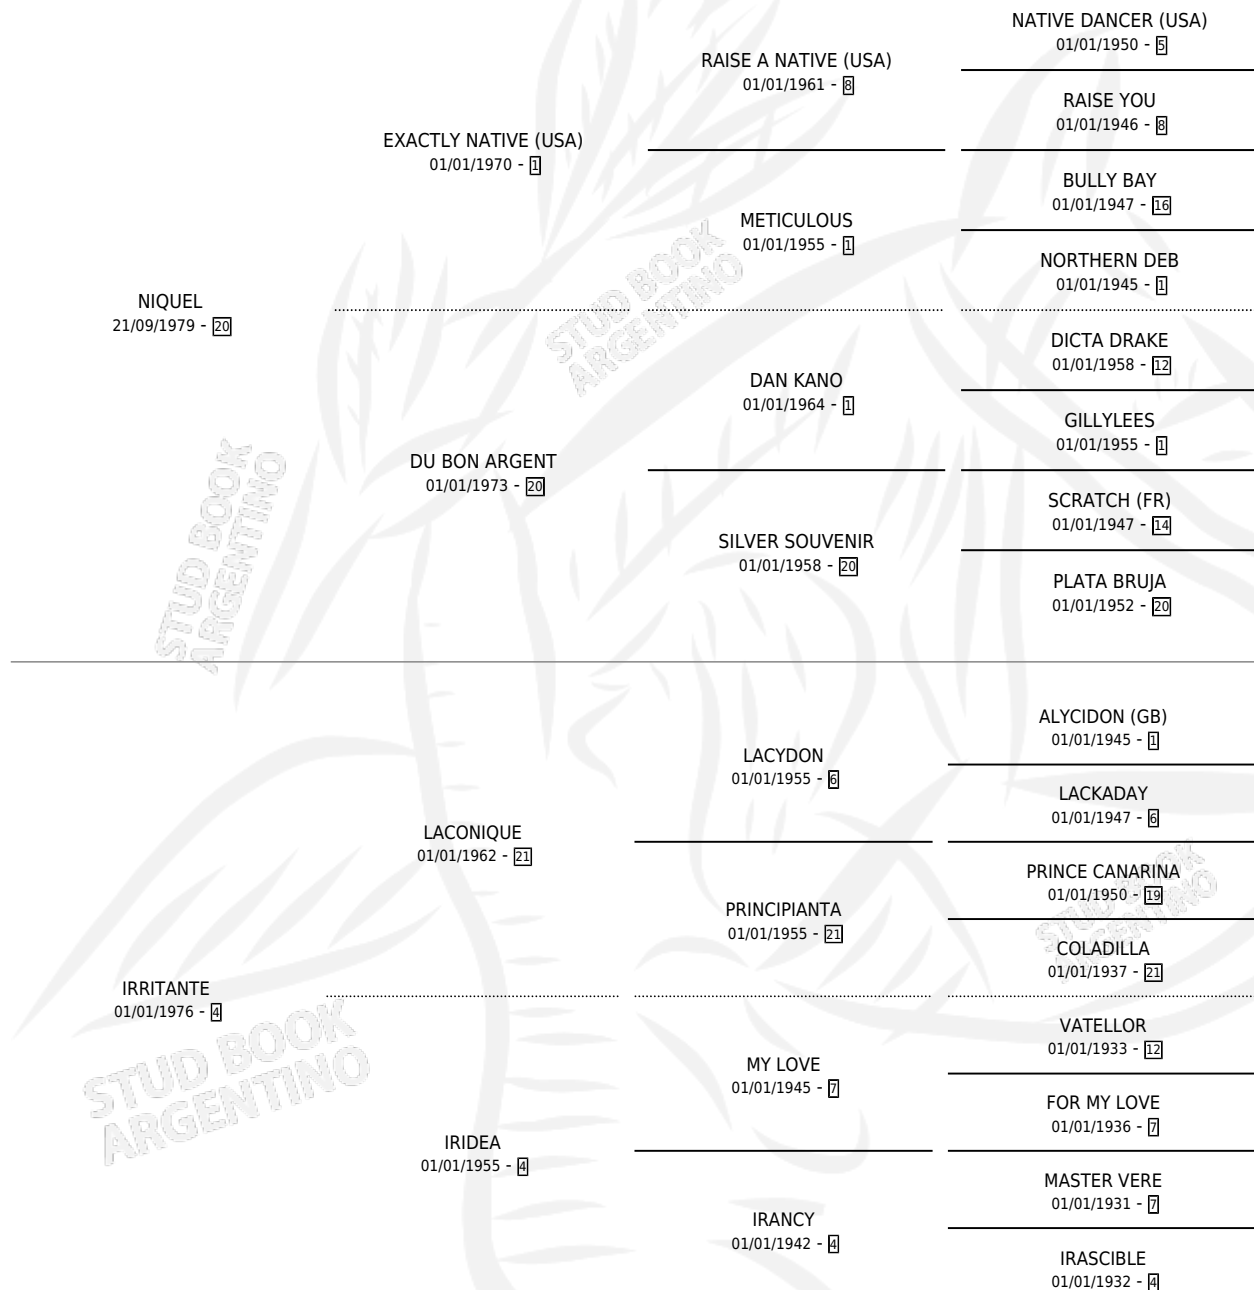 NATIVE DANCER (USA)
01/01/1950 - 5
RAISE A NATIVE (USA)
01/01/1961 - 8
RAISE YOU
01/01/1946 - 8
EXACTLY NATIVE (USA)
01/01/1970 - 1
BULLY BAY
01/01/1947 - 16
METICULOUS
01/01/1955 - 1
NORTHERN DEB
01/01/1945 - 1
NIQUEL
21/09/1979 - 20
DICTA DRAKE
01/01/1958 - 12
DAN KANO
01/01/1964 - 1
GILLYLEES
01/01/1955 - 1
DU BON ARGENT
01/01/1973 - 20
SCRATCH (FR)
01/01/1947 - 14
SILVER SOUVENIR
01/01/1958 - 20
PLATA BRUJA
01/01/1952 - 20
STUD BOOK
ARGENTINO
STUD BOOK
ARGENTINO
ALYCIDON (GB)
01/01/1945 - 1
LACYDON
01/01/1955 - 6
LACKADAY
01/01/1947 - 6
LACONIQUE
01/01/1962 - 21
PRINCE CANARINA
01/01/1950 - 19
PRINCIPIANTA
01/01/1955 - 21
COLADILLA
01/01/1937 - 21
STUD BOOK
ARGENTINO
IRRITANTE
01/01/1976 - 4
VATELLOR
01/01/1933 - 12
MY LOVE
01/01/1945 - 7
FOR MY LOVE
01/01/1936 - 7
IRIDEA
01/01/1955 - 4
MASTER VERE
01/01/1931 - 7
IRANCY
01/01/1942 - 4
IRASCIBLE
01/01/1932 - 4
STUD BOOK
ARGENTINO